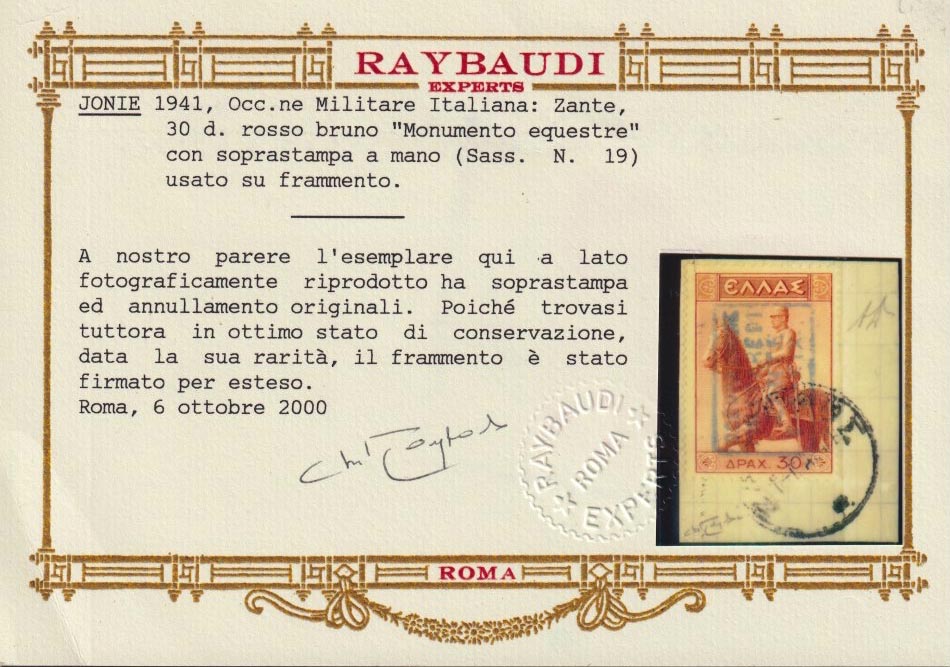 RAYBAUDI
EXPERTS
JONIE 1941, Occ.ne Militare Italiana: Zante,
30 d. rosso bruno "Monumento equestre"
con soprastampa a mano (Sass. N. 19)
usato su frammento.
A nostro parere l'esemplare qui a lato
fotograficamente riprodotto ha soprastampa
ed annullamento originali. Poiché trovasi
tuttora in ottimo stato di conservazione,
data la sua rarità, il frammento è stato
firmato per esteso.
Roma, 6 ottobre 2000
RAYBAUDI
ROMA
EXPERTS
ΕΛΛΑΣ
ΔΡΑΧ. 30
ROMA